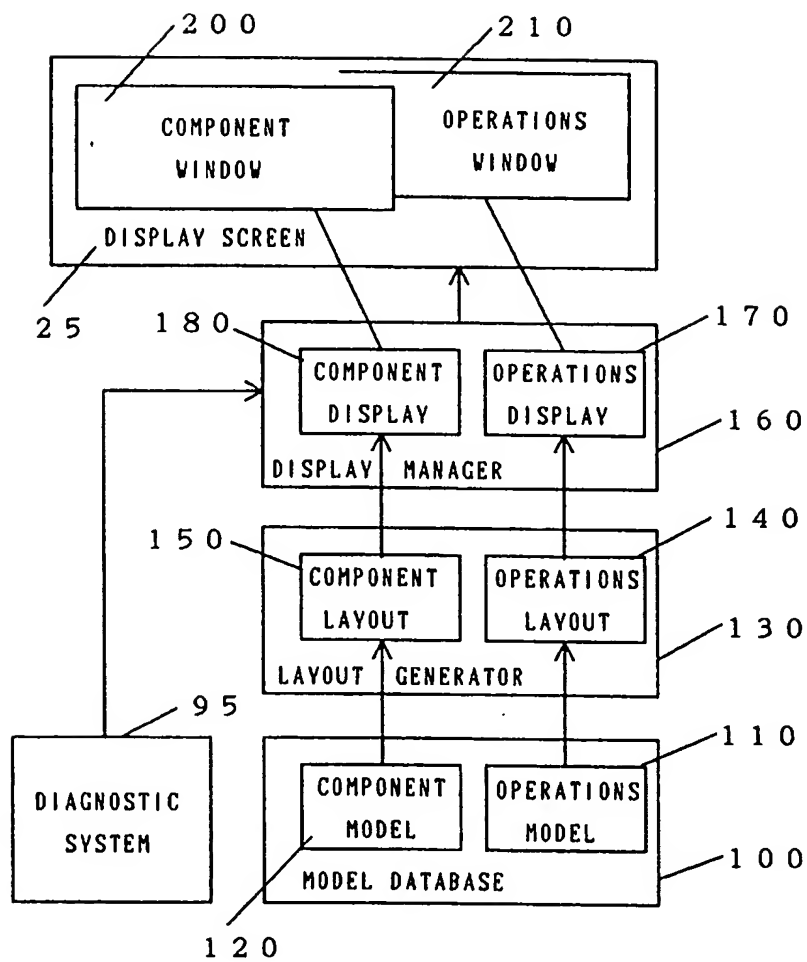 200
210
COMPONENT
WINDOW
OPERATIONS
WINDOW
DISPLAY SCREEN
25
180
170
COMPONENT
DISPLAY
OPERATIONS
DISPLAY
160
DISPLAY MANAGER
150
140
COMPONENT
LAYOUT
OPERATIONS
LAYOUT
130
LAYOUT GENERATOR
95
110
DIAGNOSTIC
SYSTEM
COMPONENT
MODEL
OPERATIONS
MODEL
100
MODEL DATABASE
120